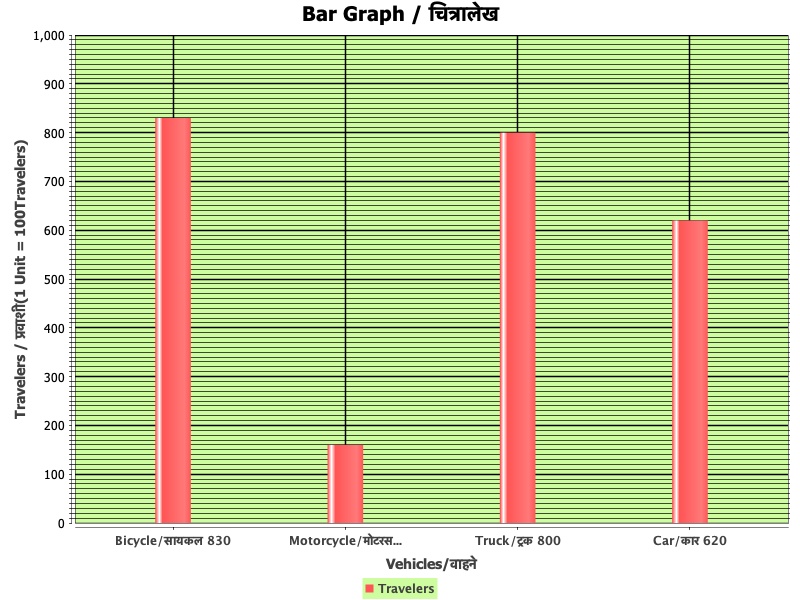 Bar Graph / चित्रालेख
Travelers / प्रवाशी(1 Unit = 100Travelers)
1,000
900
800
700
600
500
400
300
200
100
0
Bicycle/सायकल 830
Motorcycle/मोटरस...
Truck/ट्रक 800
Car/कार 620
Vehicles/वाहने
Travelers